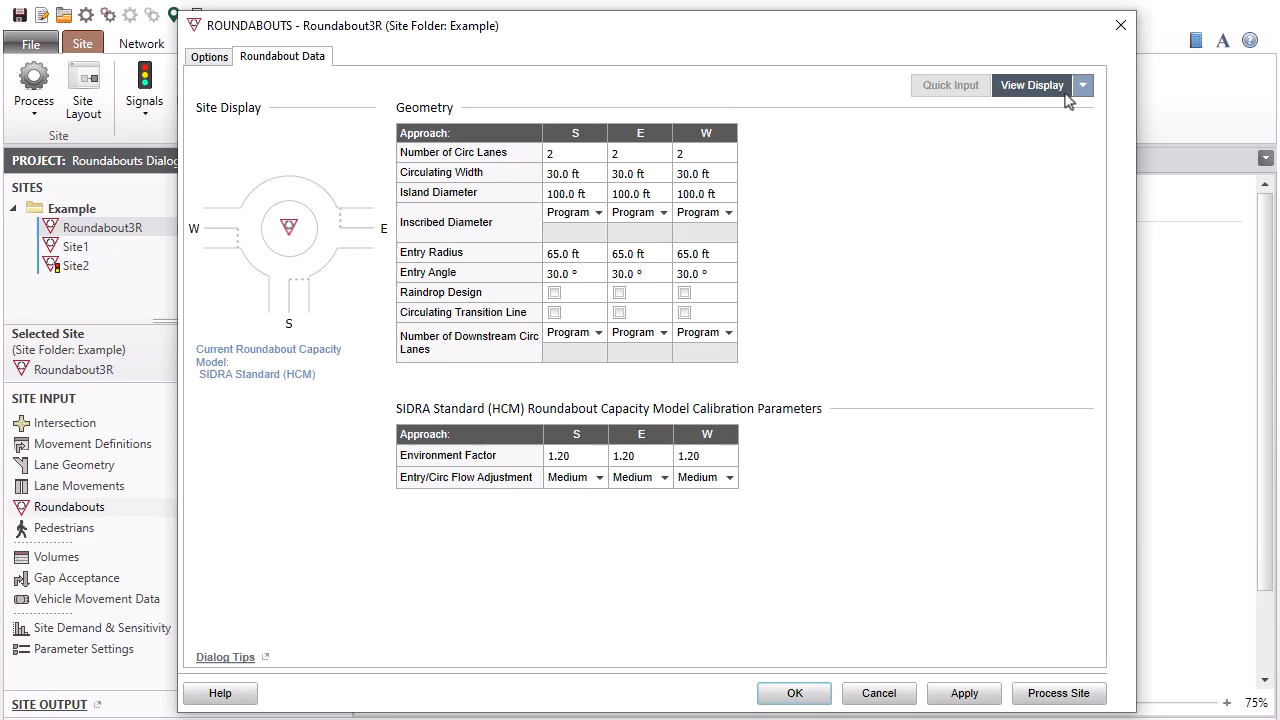 ROUNDABOUTS - Roundabout3R (Site Folder: Example)
File
Site
Network
Process
Site Layout
Signals
Site
PROJECT: Roundabouts Dialog
SITES
Example
Roundabout3R
Site1
Site2
Selected Site
(Site Folder: Example)
Roundabout3R
SITE INPUT
Intersection
Movement Definitions
Lane Geometry
Lane Movements
Roundabouts
Pedestrians
Volumes
Gap Acceptance
Vehicle Movement Data
Site Demand & Sensitivity
Parameter Settings
SITE OUTPUT
Options
Roundabout Data
Quick Input
View Display
Site Display
W
E
S
Current Roundabout Capacity
Model:
SIDRA Standard (HCM)
Geometry
Approach: S E W
Number of Circ Lanes 2 2 2
Circulating Width 30.0 ft 30.0 ft 30.0 ft
Island Diameter 100.0 ft 100.0 ft 100.0 ft
Inscribed Diameter Program Program Program
Entry Radius 65.0 ft 65.0 ft 65.0 ft
Entry Angle 30.0 ° 30.0 ° 30.0 °
Raindrop Design
Circulating Transition Line
Number of Downstream Circ Program Program Program
Lanes
SIDRA Standard (HCM) Roundabout Capacity Model Calibration Parameters
Approach: S E W
Environment Factor 1.20 1.20 1.20
Entry/Circ Flow Adjustment Medium Medium Medium
Dialog Tips
Help
OK
Cancel
Apply
Process Site
75%